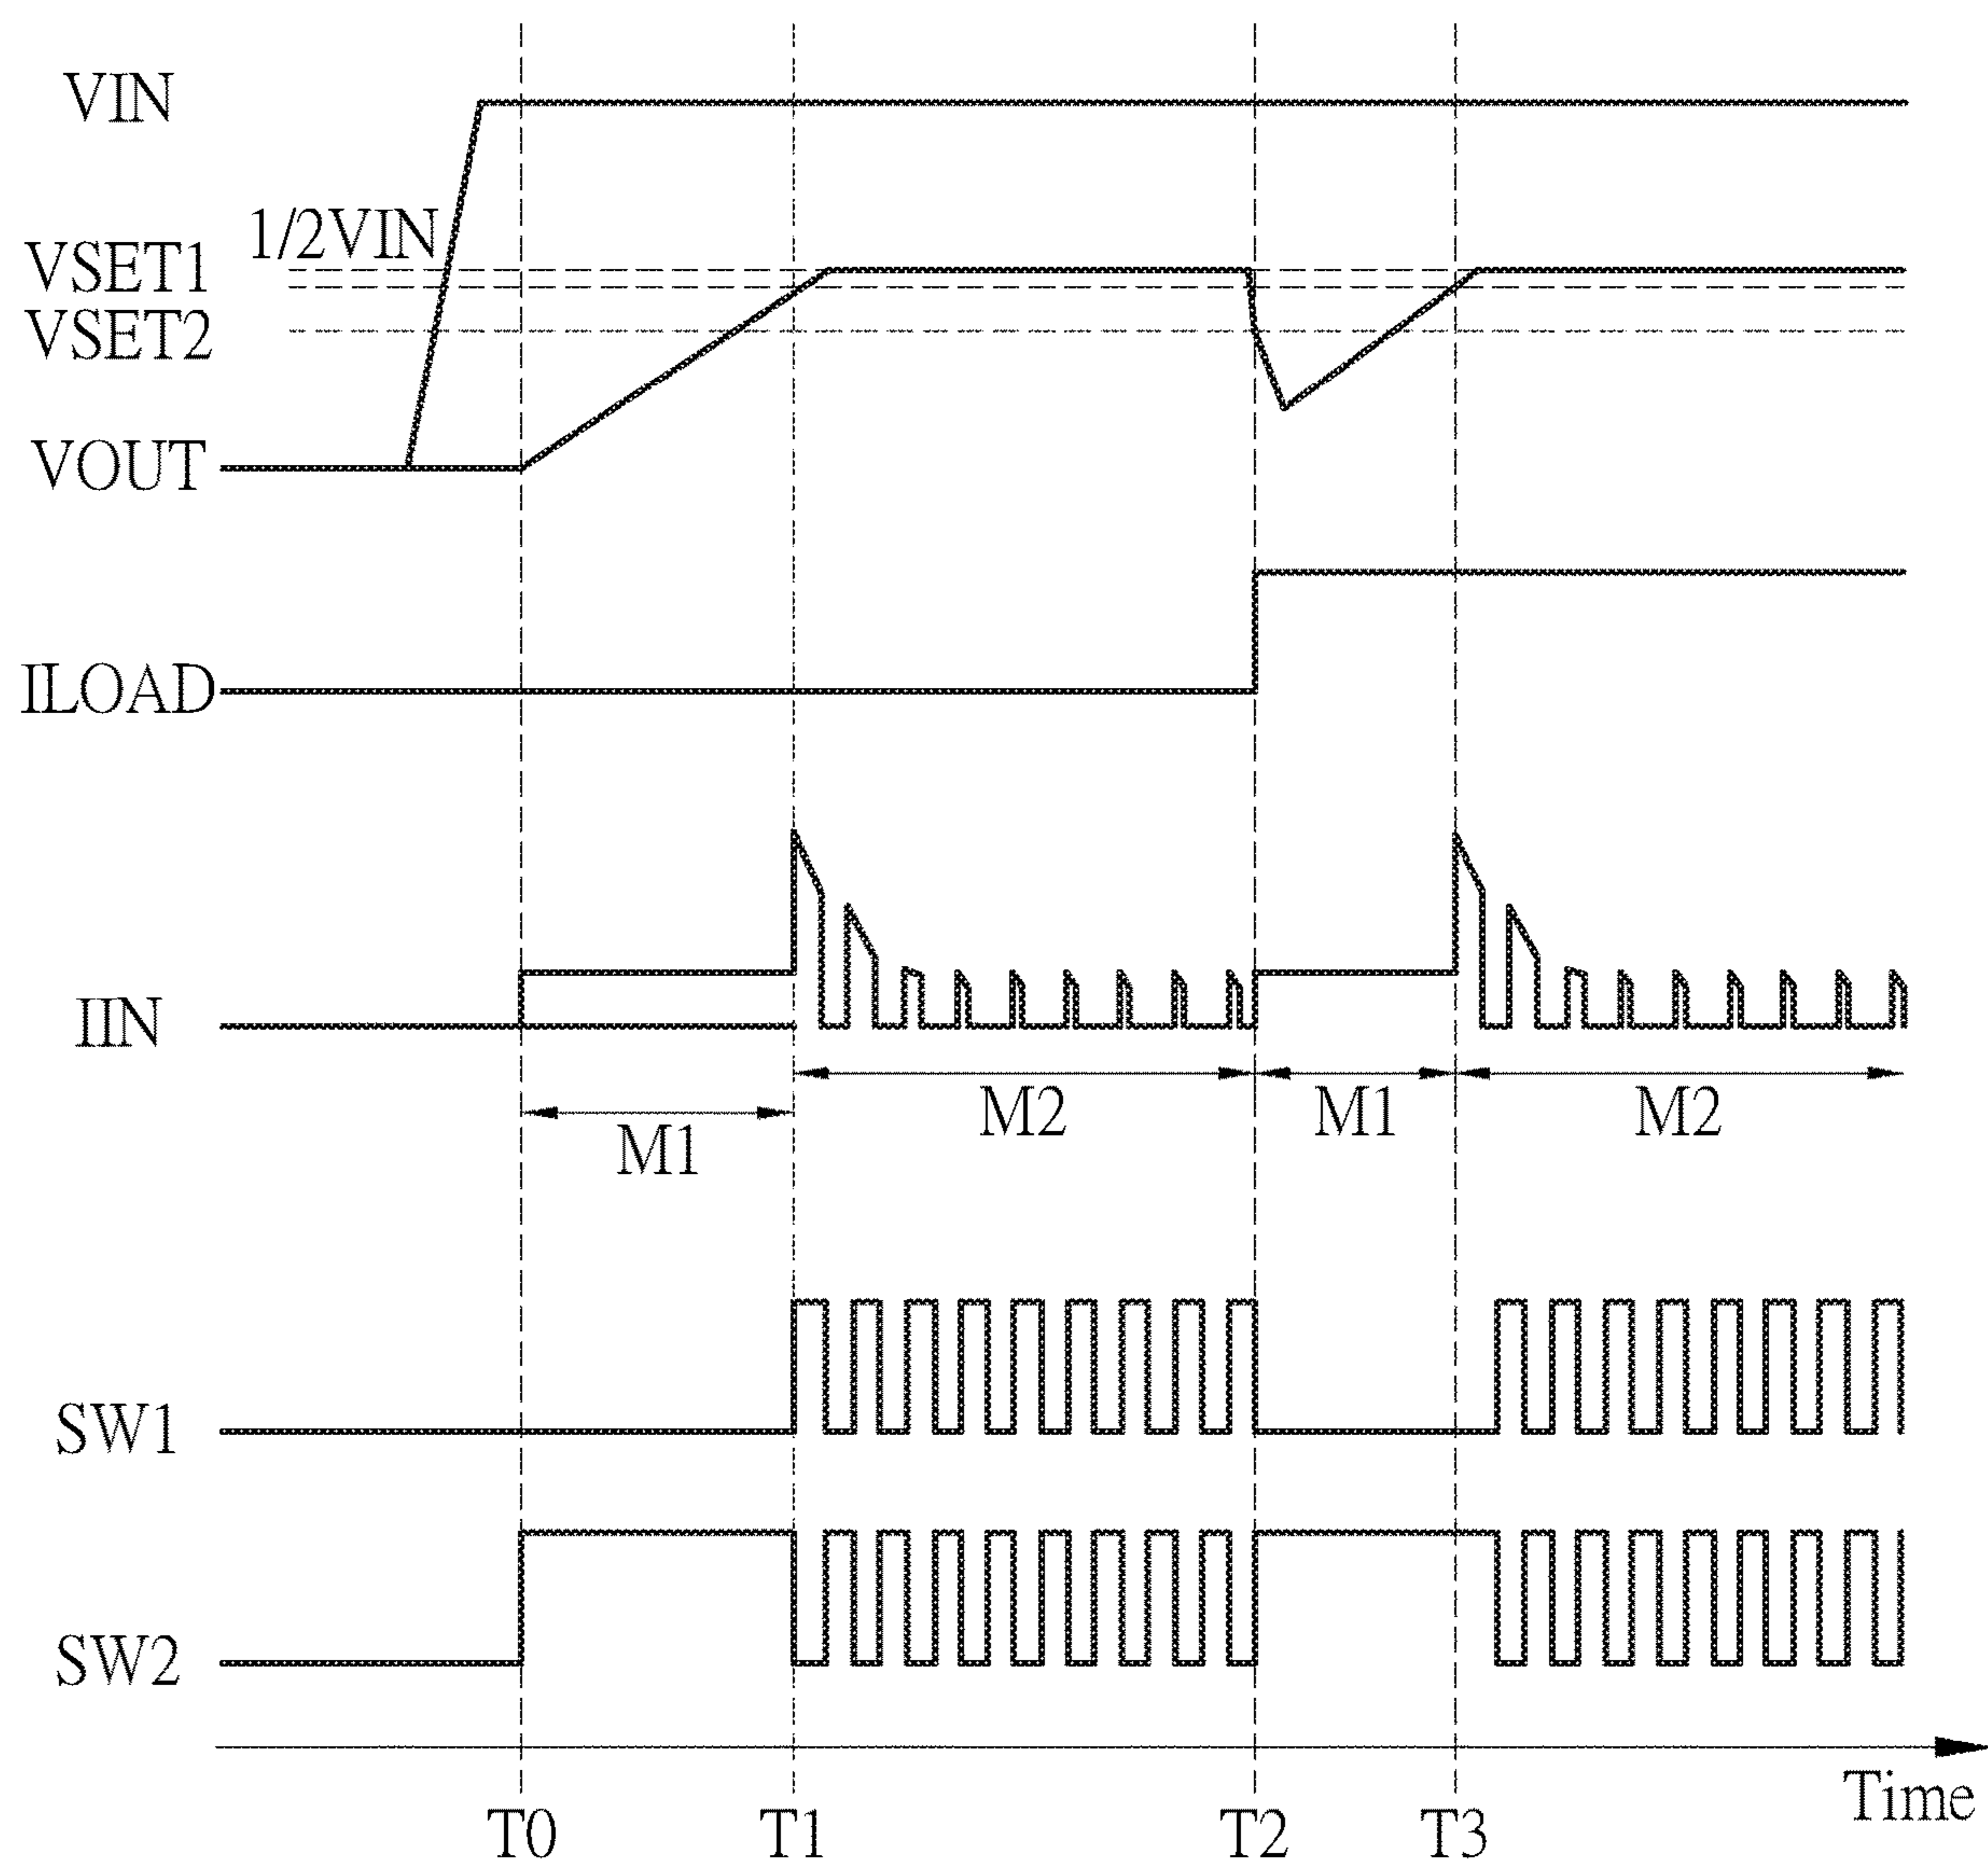 VIN
1/2VIN
VSET1
VSET2
VOUT
ILOAD
IIN
M2 M1 M2
M1
SW1
SW2
Time
T0 T1 T2 T3